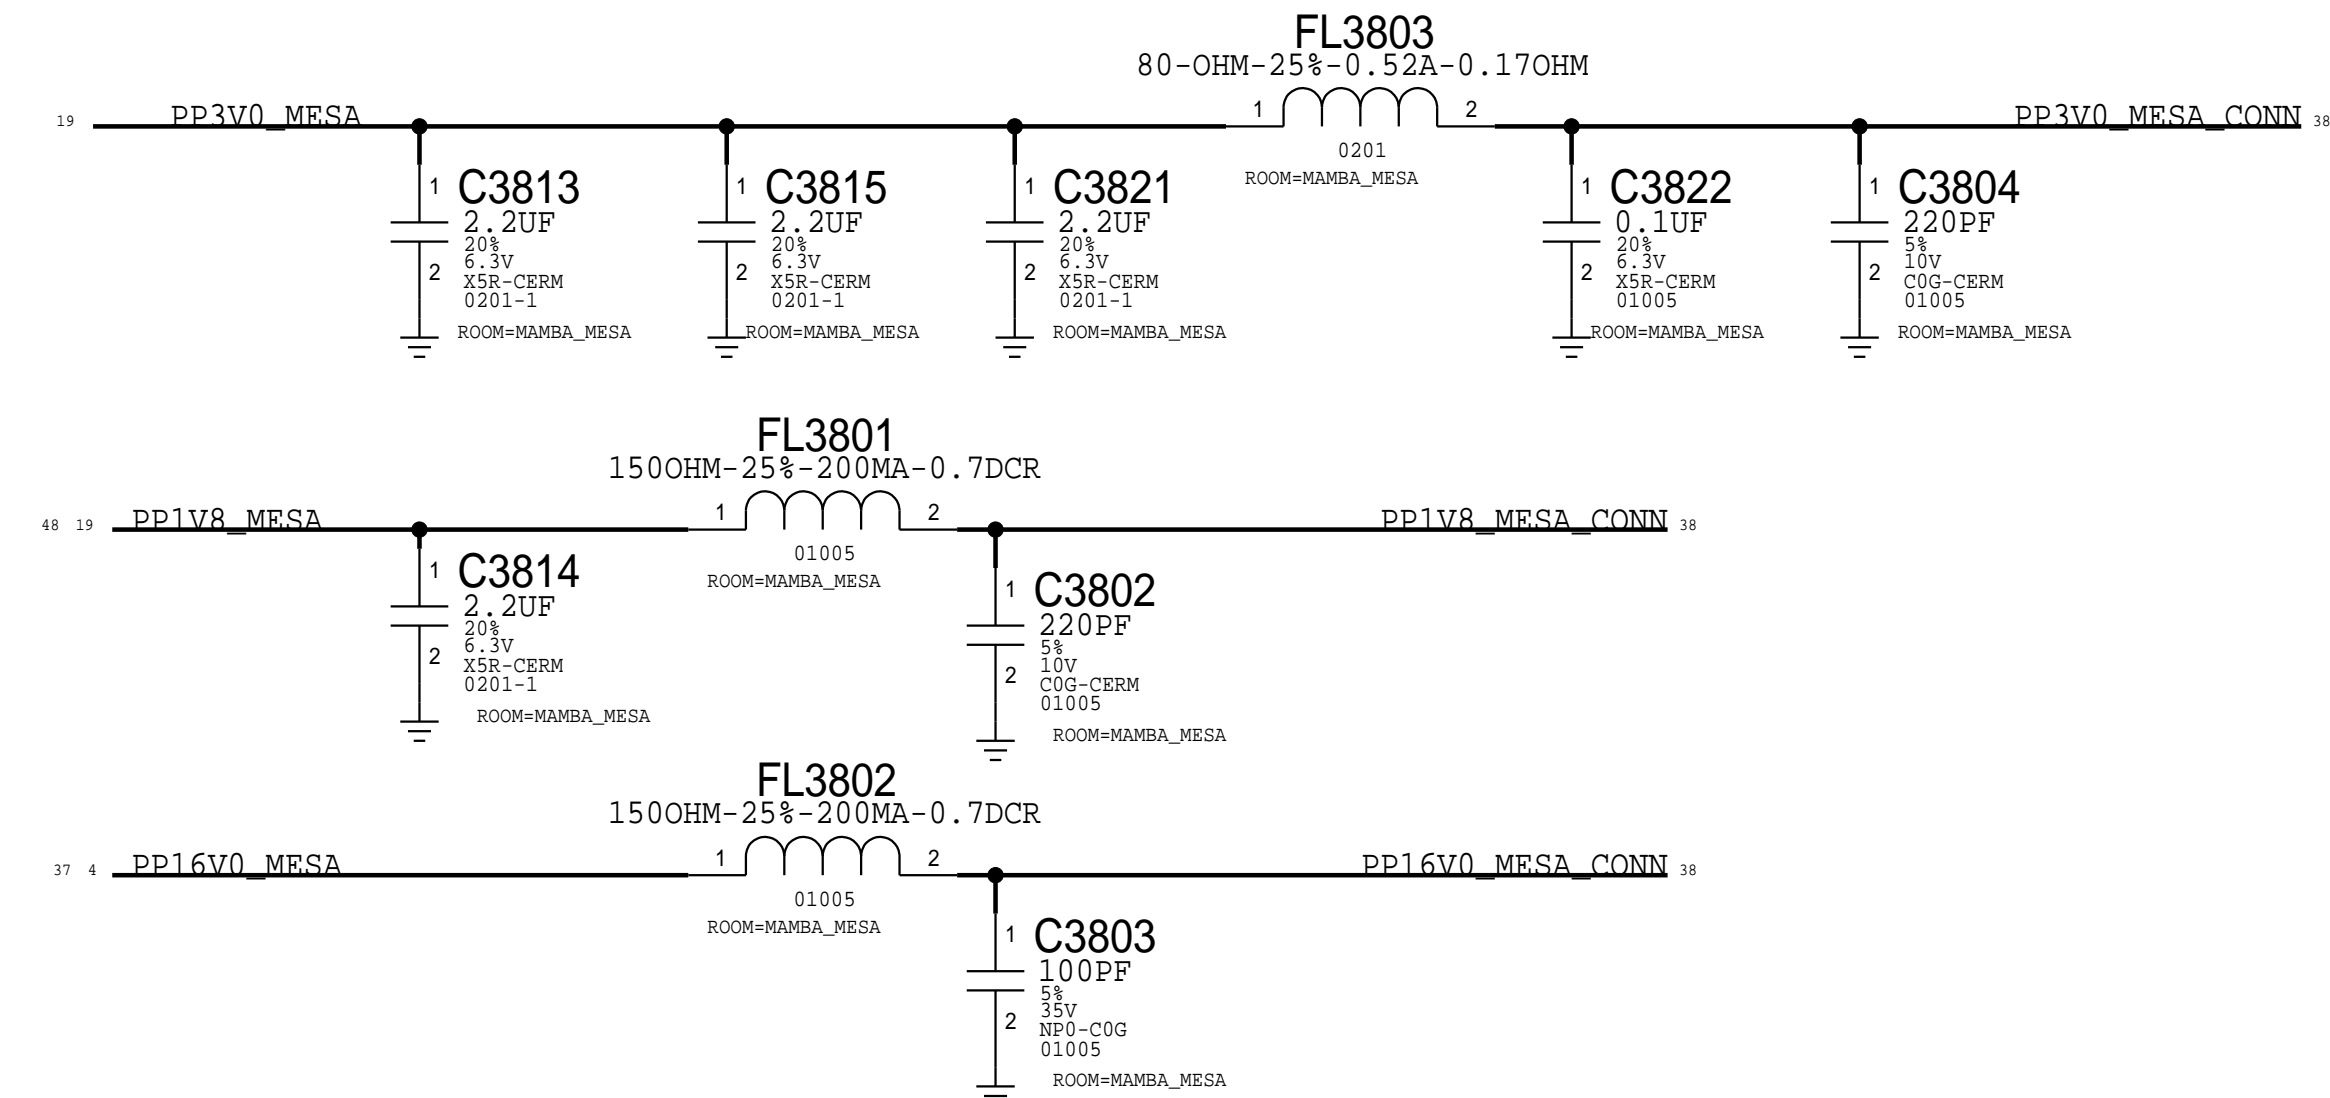 FL3803
80-OHM-25%-0.52A-0.17OHM
19 PP3V0_MESA 1 2 PP3V0_MESA_CONN 38
0201
ROOM=MAMBA_MESA
1 C3813
2.2UF
20%
6.3V
2 X5R-CERM
0201-1
ROOM=MAMBA_MESA
1 C3815
2.2UF
20%
6.3V
2 X5R-CERM
0201-1
ROOM=MAMBA_MESA
1 C3821
2.2UF
20%
6.3V
2 X5R-CERM
0201-1
ROOM=MAMBA_MESA
1 C3822
0.1UF
20%
6.3V
2 X5R-CERM
01005
ROOM=MAMBA_MESA
1 C3804
220PF
5%
10V
2 C0G-CERM
01005
ROOM=MAMBA_MESA
FL3801
150OHM-25%-200MA-0.7DCR
48 19 PP1V8_MESA 1 2 PP1V8_MESA_CONN 38
01005
ROOM=MAMBA_MESA
1 C3814
2.2UF
20%
6.3V
2 X5R-CERM
0201-1
ROOM=MAMBA_MESA
1 C3802
220PF
5%
10V
2 C0G-CERM
01005
ROOM=MAMBA_MESA
FL3802
150OHM-25%-200MA-0.7DCR
37 4 PP16V0_MESA 1 2 PP16V0_MESA_CONN 38
01005
ROOM=MAMBA_MESA
1 C3803
100PF
5%
35V
2 NP0-C0G
01005
ROOM=MAMBA_MESA